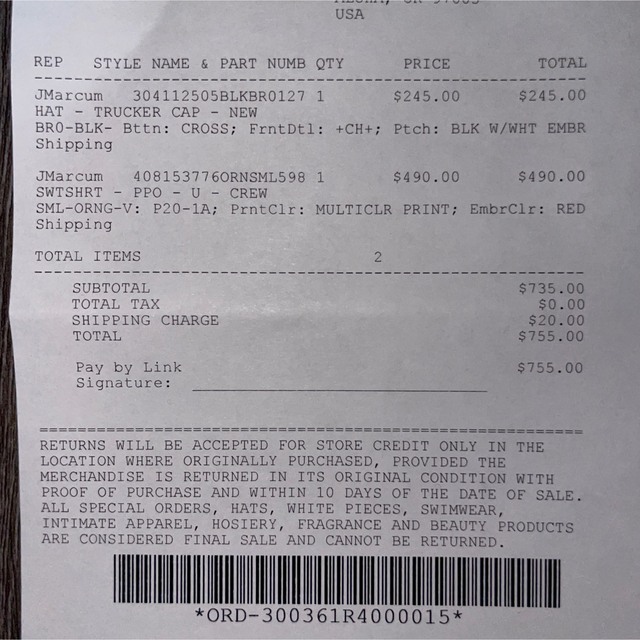 USA
REP STYLE NAME & PART NUMB QTY PRICE TOTAL
JMarcum 304112505BLKBR0127 1 $245.00 $245.00
HAT - TRUCKER CAP - NEW
BR0-BLK- Bttn: CROSS; FrntDtl: +CH+; Ptch: BLK W/WHT EMBR
Shipping
JMarcum 408153776ORNSML598 1 $490.00 $490.00
SWTSHRT - PPO - U - CREW
SML-ORNG-V: P20-1A; PrntClr: MULTICLR PRINT; EmbrClr: RED
Shipping
TOTAL ITEMS 2
SUBTOTAL $735.00
TOTAL TAX $0.00
SHIPPING CHARGE $20.00
TOTAL $755.00
Pay by Link $755.00
Signature:
RETURNS WILL BE ACCEPTED FOR STORE CREDIT ONLY IN THE
LOCATION WHERE ORIGINALLY PURCHASED, PROVIDED THE
MERCHANDISE IS RETURNED IN ITS ORIGINAL CONDITION WITH
PROOF OF PURCHASE AND WITHIN 10 DAYS OF THE DATE OF SALE.
ALL SPECIAL ORDERS, HATS, WHITE PIECES, SWIMWEAR,
INTIMATE APPAREL, HOSIERY, FRAGRANCE AND BEAUTY PRODUCTS
ARE CONSIDERED FINAL SALE AND CANNOT BE RETURNED.
*ORD-300361R4000015*